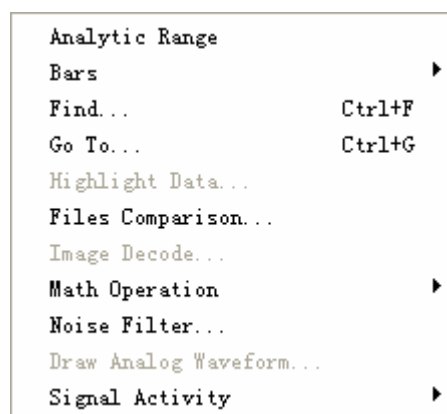 Analytic Range
Bars
Find... Ctrl+F
Go To... Ctrl+G
Highlight Data...
Files Comparison...
Image Decode...
Math Operation
Noise Filter...
Draw Analog Waveform...
Signal Activity